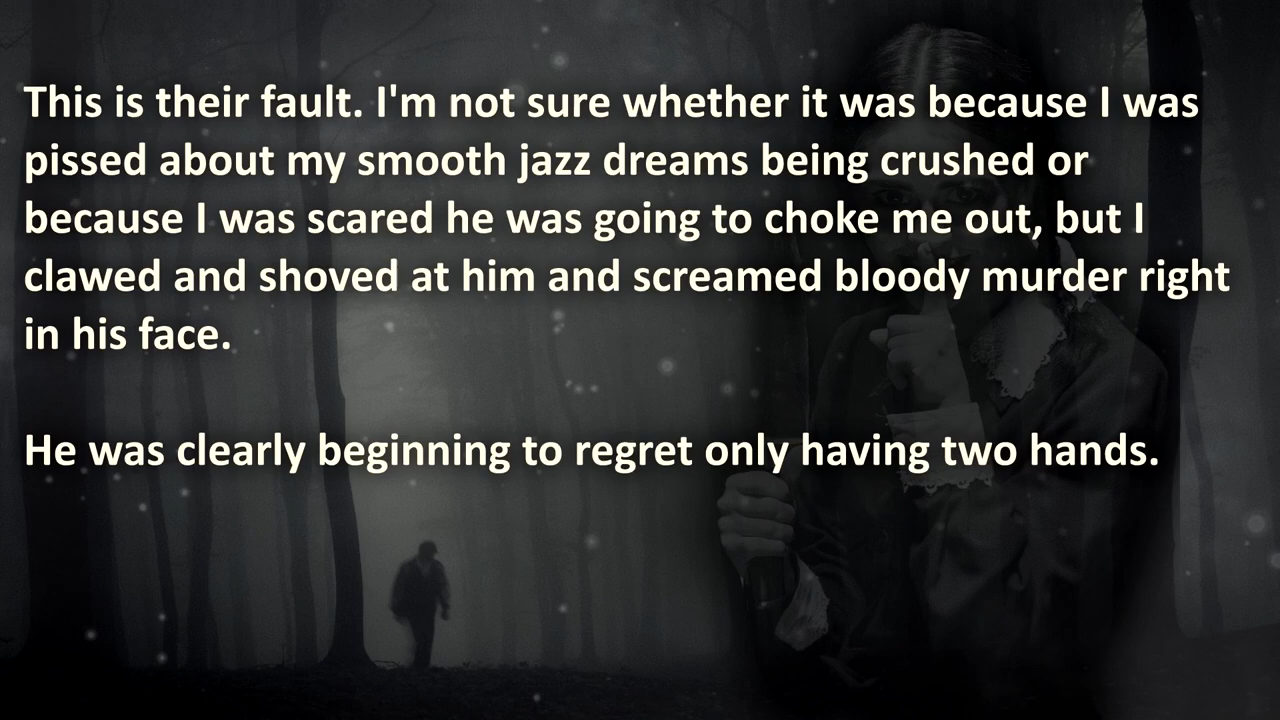 This is their fault. I'm not sure whether it was because I was
pissed about my smooth jazz dreams being crushed or
because I was scared he was going to choke me out, but I
clawed and shoved at him and screamed bloody murder right
in his face.
He was clearly beginning to regret only having two hands.